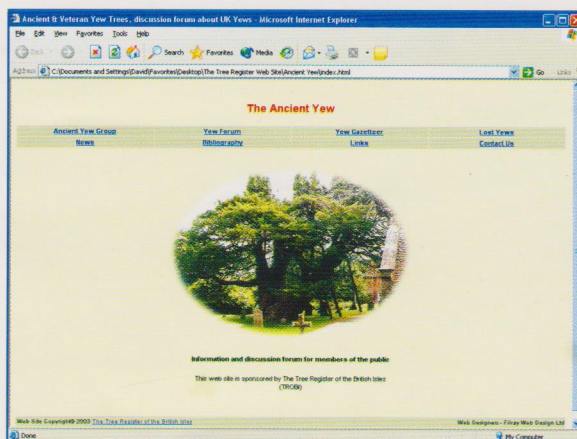 Ancient & Veteran Yew Trees, discussion forum about UK Yews - Microsoft Internet Explorer
File Edit View Favorites Tools Help
Back Search Favorites Media
Address C:\Documents and Settings\David\Favorites\Desktop\The Tree Register Web Site\Ancient Yew\index.html Go Links
The Ancient Yew
Ancient Yew Group Yew Forum Yew Gazetteer Lost Yews
News Bibliography Links Contact Us
Information and discussion forum for members of the public
This web site is sponsored by The Tree Register of the British Isles
(TROBI)
Web Site Copyright© 2003 The Tree Register of the British Isles Web Designers - Filray Web Design Ltd
Done My Computer